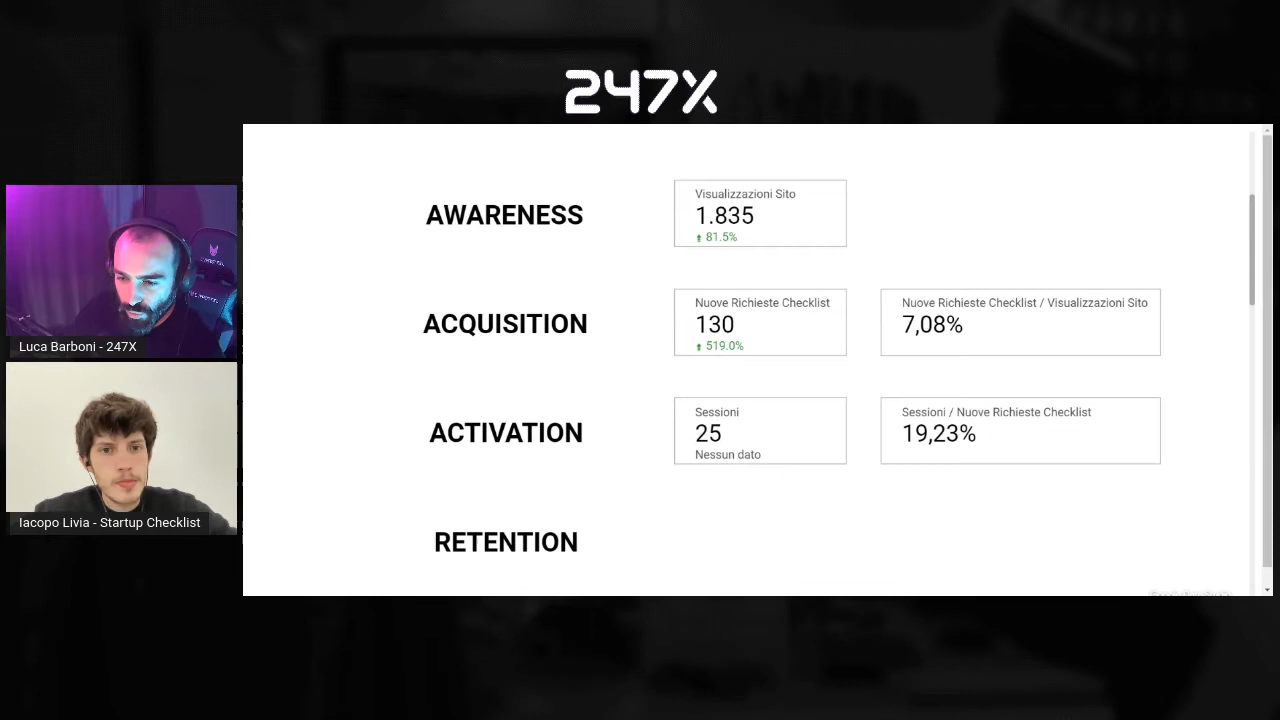 247X
AWARENESS
Visualizzazioni Sito
1.835
81.5%
ACQUISITION
Nuove Richieste Checklist
130
519.0%
Nuove Richieste Checklist / Visualizzazioni Sito
7,08%
ACTIVATION
Sessioni
25
Nessun dato
Sessioni / Nuove Richieste Checklist
19,23%
RETENTION
Luca Barboni - 247X
Iacopo Livia - Startup Checklist